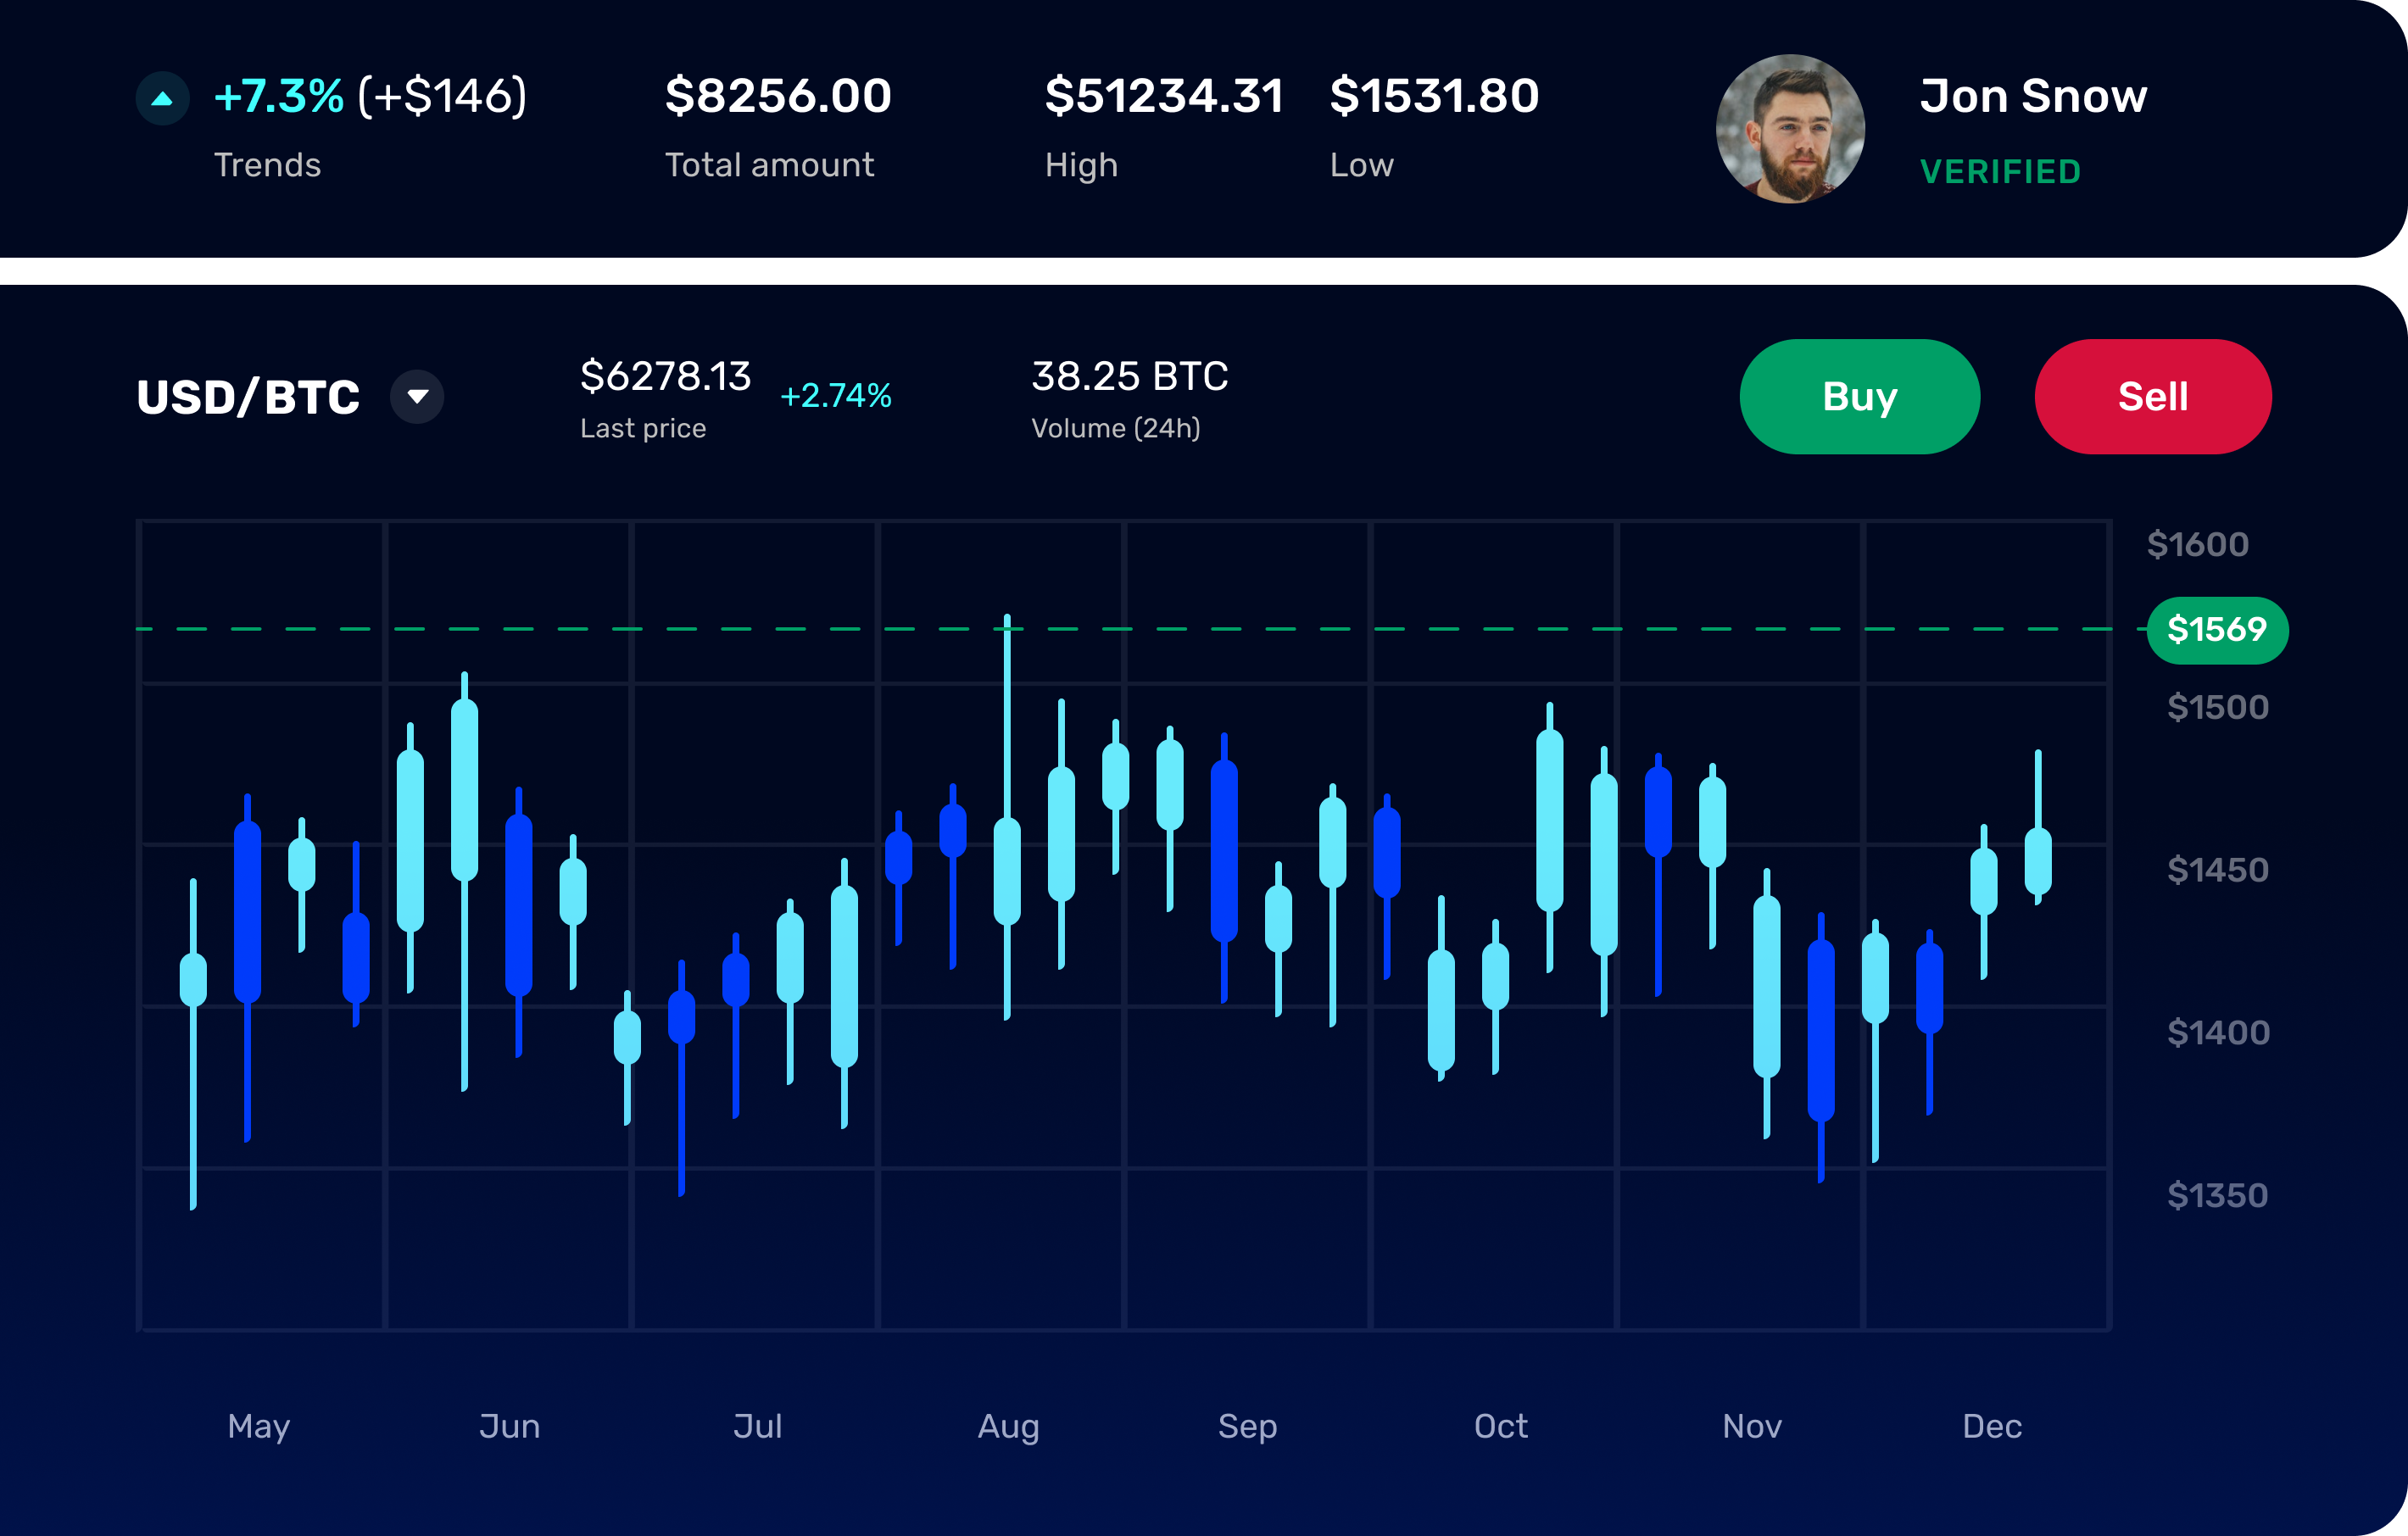 +7.3% (+$146)
Trends
$8256.00
Total amount
$51234.31
High
$1531.80
Low
Jon Snow
VERIFIED
USD/BTC
$6278.13
+2.74%
Last price
38.25 BTC
Volume (24h)
Buy
Sell
$1600
$1569
$1500
$1450
$1400
$1350
May Jun Jul Aug Sep Oct Nov Dec